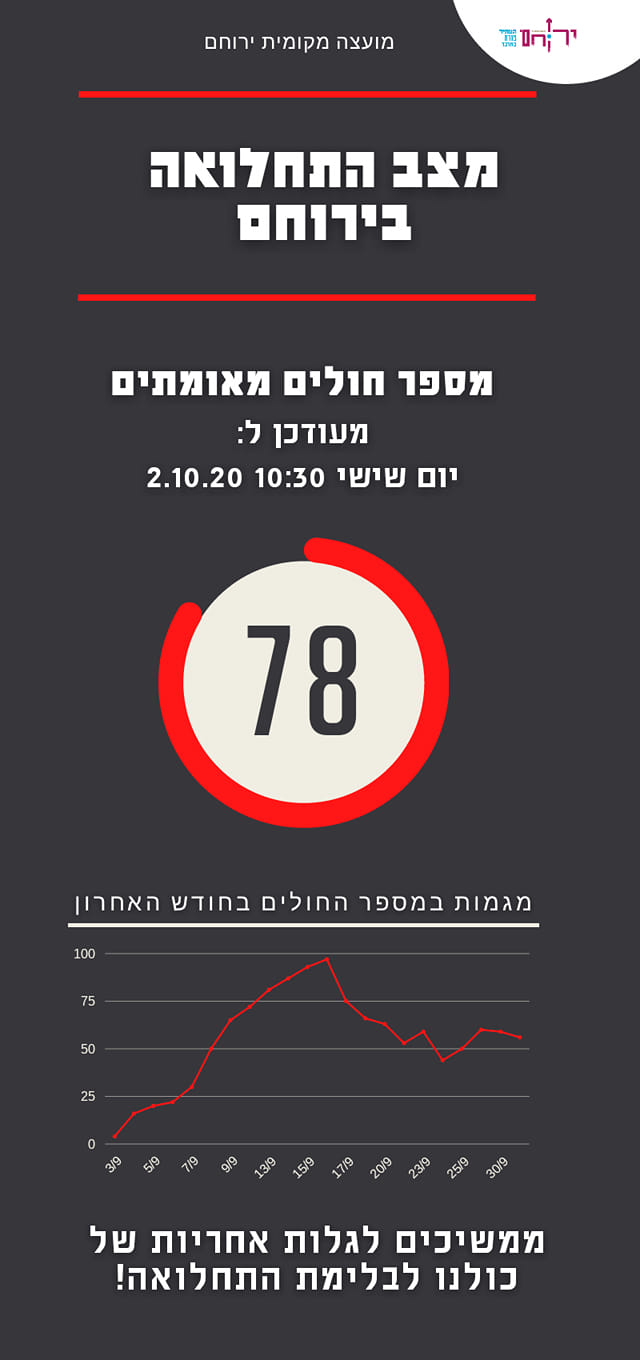 מועצה מקומית ירוחם
ירוחם
מצב התחלואה
בירוחם
מספר חולים מאומתים
מעודכן ל:
יום שישי 10:30 2.10.20
78
מגמות במספר החולים בחודש האחרון
100
75
50
25
0
3/9 5/9 7/9 9/9 13/9 15/9 17/9 20/9 23/9 25/9 30/9
ממשיכים לגלות אחריות של
כולנו לבלימת התחלואה!